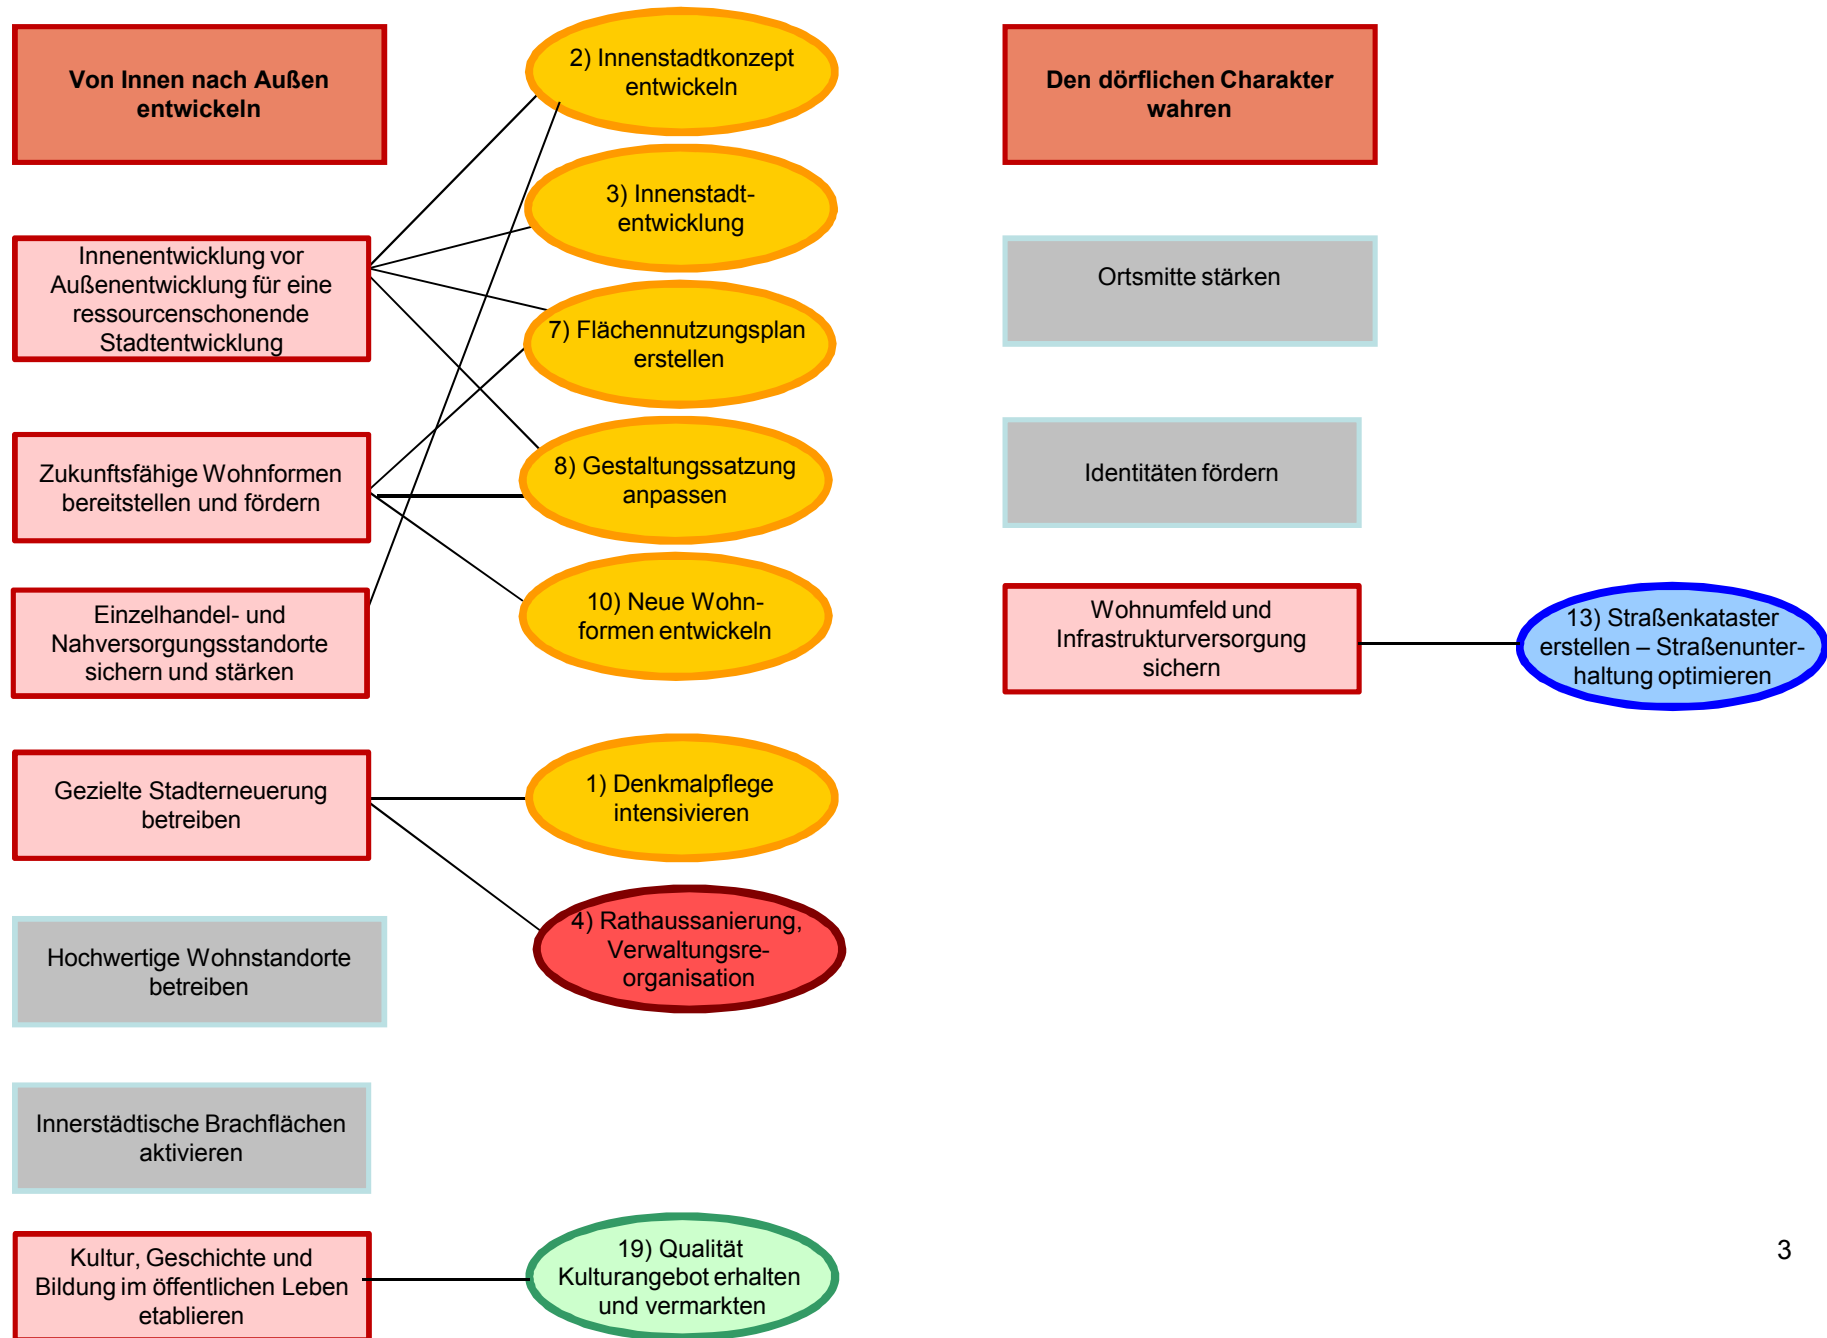 Von Innen nach Außen
entwickeln
Innenentwicklung vor
Außenentwicklung für eine
ressourcenschonende
Stadtentwicklung
Zukunftsfähige Wohnformen
bereitstellen und fördern
Einzelhandel- und
Nahversorgungsstandorte
sichern und stärken
Gezielte Stadterneuerung
betreiben
Hochwertige Wohnstandorte
betreiben
Innerstädtische Brachflächen
aktivieren
Kultur, Geschichte und
Bildung im öffentlichen Leben
etablieren
2) Innenstadtkonzept
entwickeln
3) Innenstadt-
entwicklung
7) Flächennutzungsplan
erstellen
8) Gestaltungssatzung
anpassen
10) Neue Wohn-
formen entwickeln
1) Denkmalpflege
intensivieren
4) Rathaussanierung,
Verwaltungsre-
organisation
19) Qualität
Kulturangebot erhalten
und vermarkten
Den dörflichen Charakter
wahren
Ortsmitte stärken
Identitäten fördern
Wohnumfeld und
Infrastrukturversorgung
sichern
13) Straßenkataster
erstellen – Straßenunter-
haltung optimieren
3